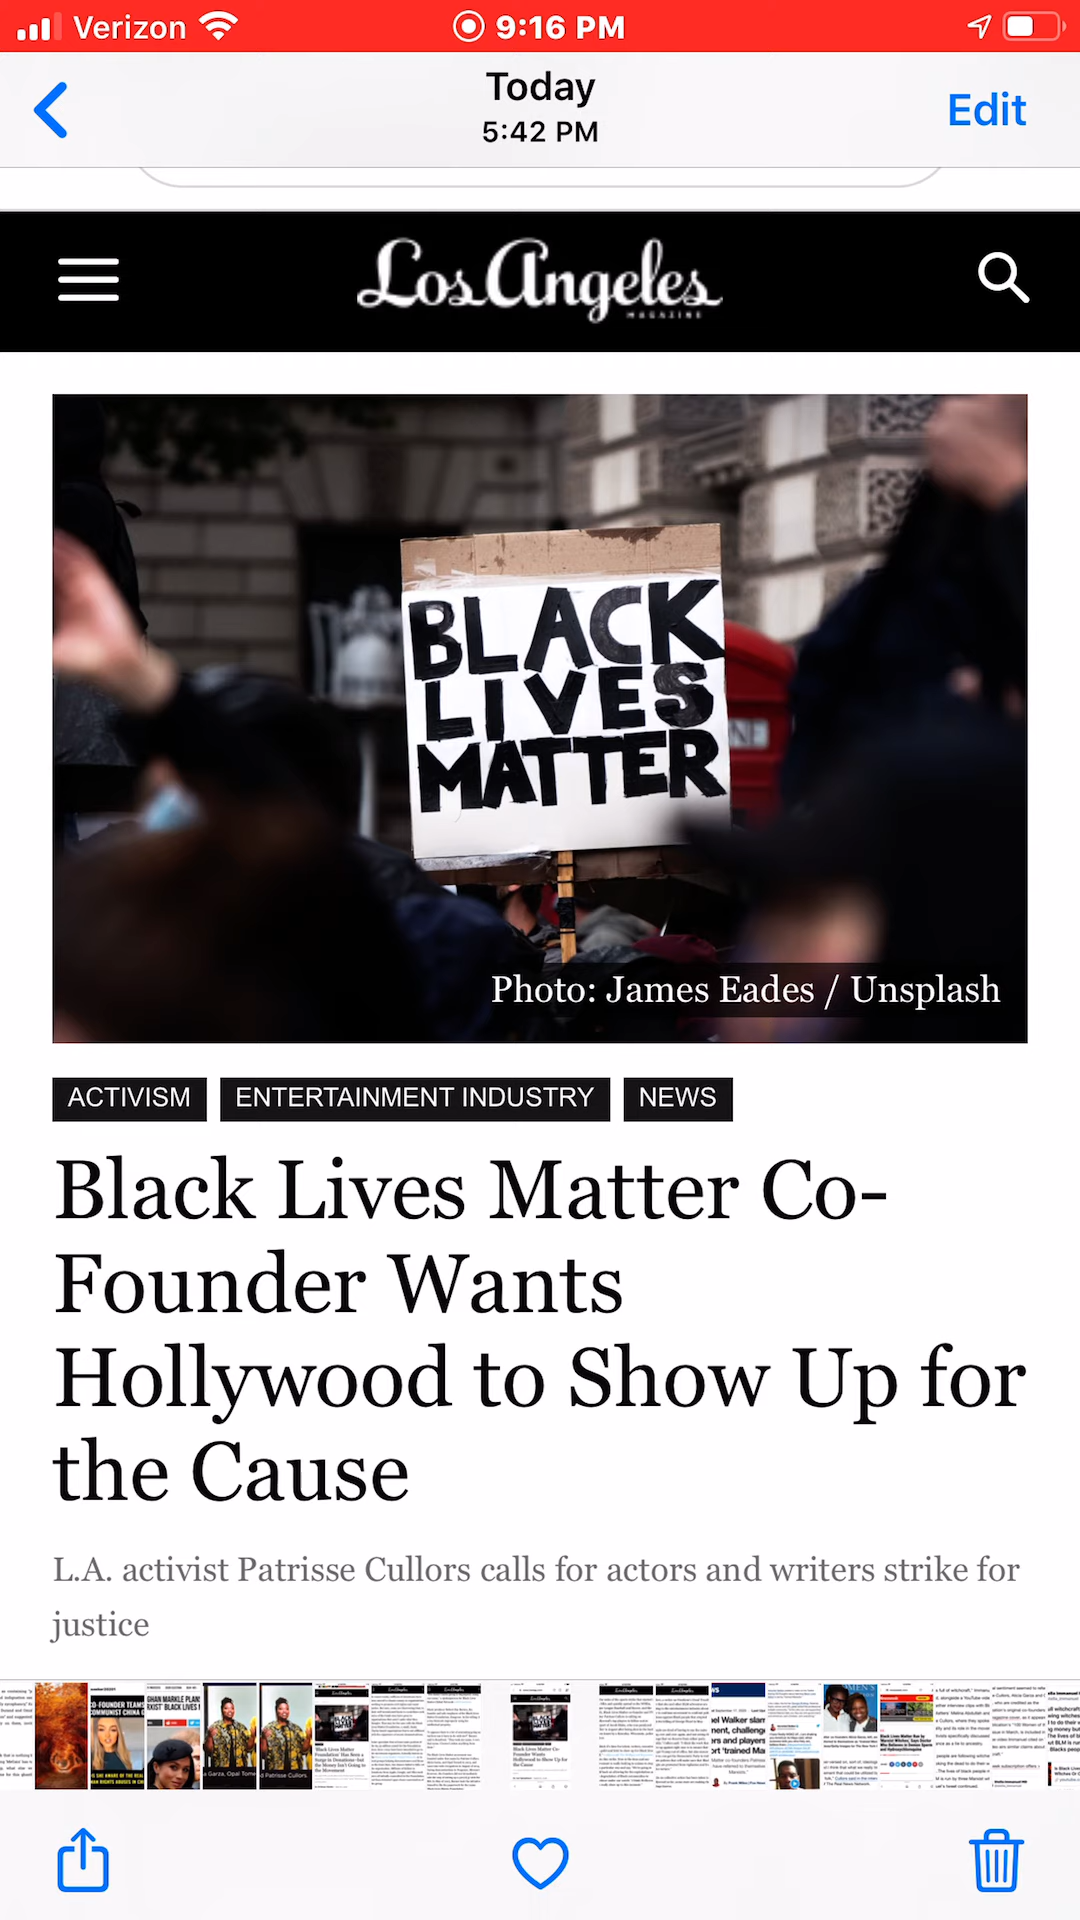 Verizon 9:16 PM
Today
5:42 PM
Edit
Los Angeles
MAGAZINE
BLACK
LIVES
MATTER
NE
Photo: James Eades / Unsplash
ACTIVISM ENTERTAINMENT INDUSTRY NEWS
Black Lives Matter Co-
Founder Wants
Hollywood to Show Up for
the Cause
L.A. activist Patrisse Cullors calls for actors and writers strike for
justice